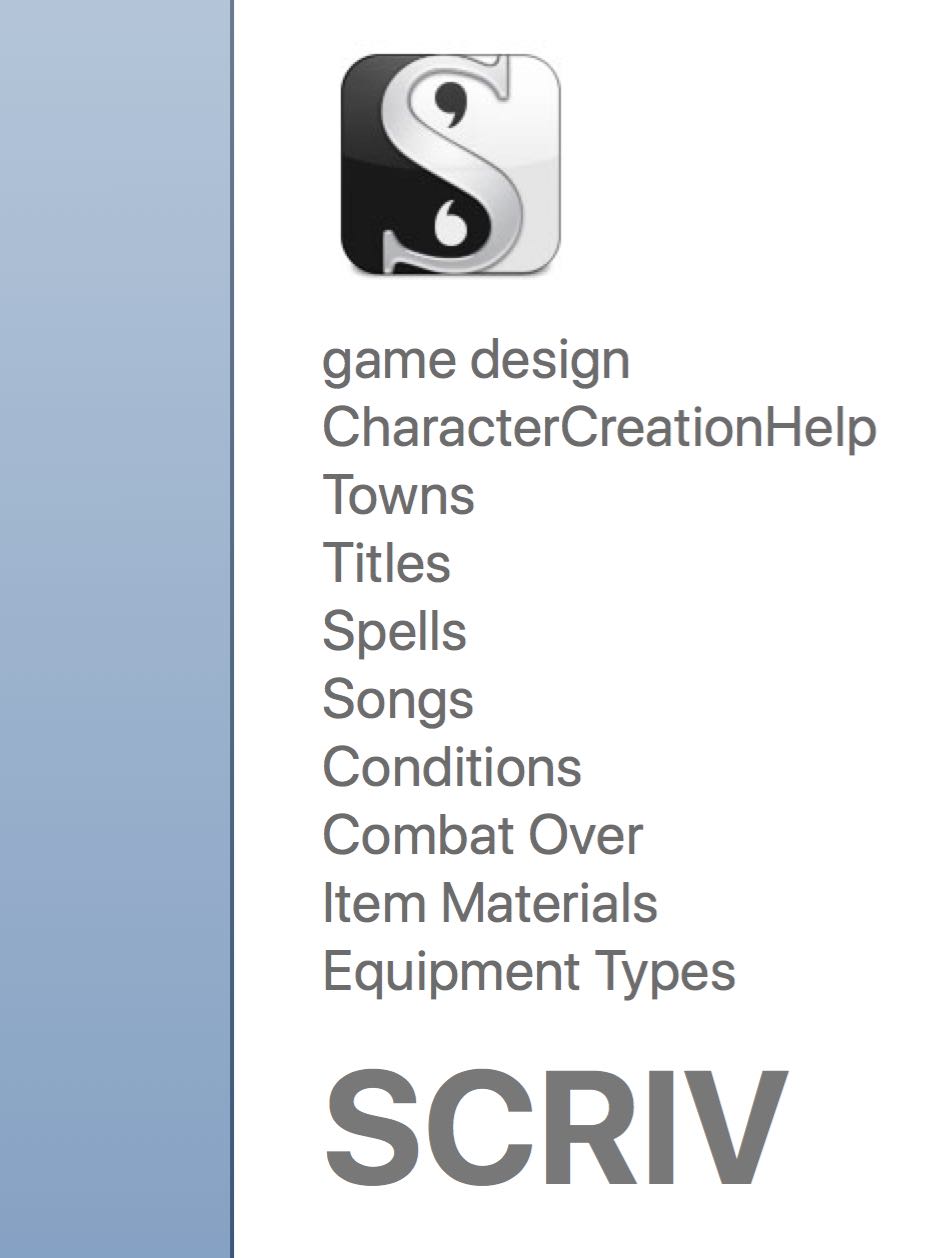 game design
CharacterCreationHelp
Towns
Titles
Spells
Songs
Conditions
Combat Over
Item Materials
Equipment Types
SCRIV